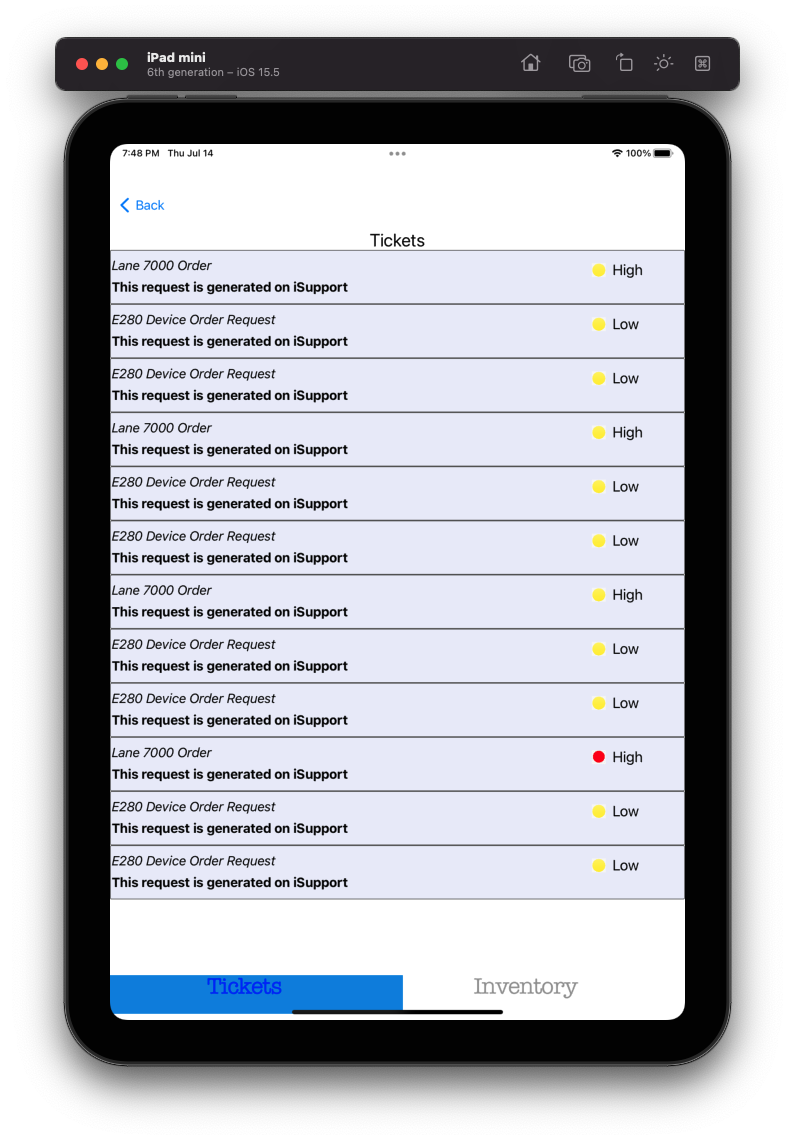 iPad mini
6th generation – iOS 15.5
7:48 PM Thu Jul 14
100%
Back
Tickets
Lane 7000 Order
High
This request is generated on iSupport
E280 Device Order Request
Low
This request is generated on iSupport
E280 Device Order Request
Low
This request is generated on iSupport
Lane 7000 Order
High
This request is generated on iSupport
E280 Device Order Request
Low
This request is generated on iSupport
E280 Device Order Request
Low
This request is generated on iSupport
Lane 7000 Order
High
This request is generated on iSupport
E280 Device Order Request
Low
This request is generated on iSupport
E280 Device Order Request
Low
This request is generated on iSupport
Lane 7000 Order
High
This request is generated on iSupport
E280 Device Order Request
Low
This request is generated on iSupport
E280 Device Order Request
Low
This request is generated on iSupport
Tickets
Inventory